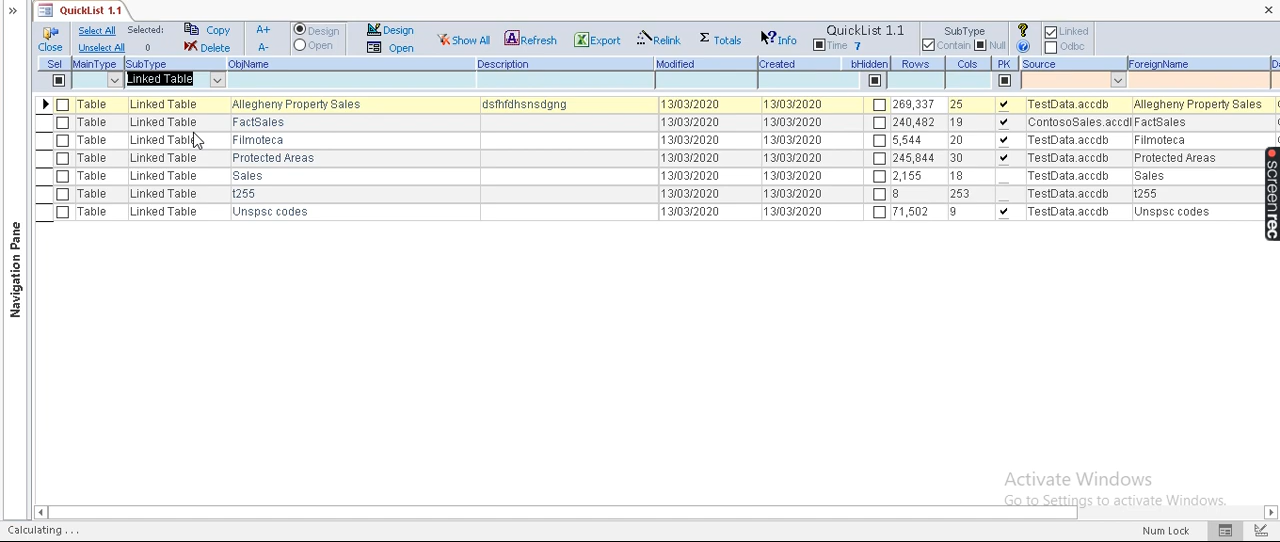 » QuickList 1.1 ×
Close Select All Unselect All Selected: 0 Copy Delete A+ A- Design Open Design Open Show All Refresh Export Relink Σ Totals Info QuickList 1.1 Time 7 SubType Contain Null Linked Odbc
Sel MainType SubType ObjName Description Modified Created bHidden Rows Cols PK Source ForeignName
Linked Table
Table Linked Table Allegheny Property Sales dsfhfdhsnsdgng 13/03/2020 13/03/2020 269,337 25 TestData.accdb Allegheny Property Sales
Table Linked Table FactSales 13/03/2020 13/03/2020 240,482 19 ContosoSales.accdl FactSales
Table Linked Table Filmoteca 13/03/2020 13/03/2020 5,544 20 TestData.accdb Filmoteca
Table Linked Table Protected Areas 13/03/2020 13/03/2020 245,844 30 TestData.accdb Protected Areas
Table Linked Table Sales 13/03/2020 13/03/2020 2,155 18 TestData.accdb Sales
Table Linked Table t255 13/03/2020 13/03/2020 8 253 TestData.accdb t255
Table Linked Table Unspsc codes 13/03/2020 13/03/2020 71,502 9 TestData.accdb Unspsc codes
Navigation Pane
screenrec
Activate Windows
Go to Settings to activate Windows.
Calculating . . .
Num Lock